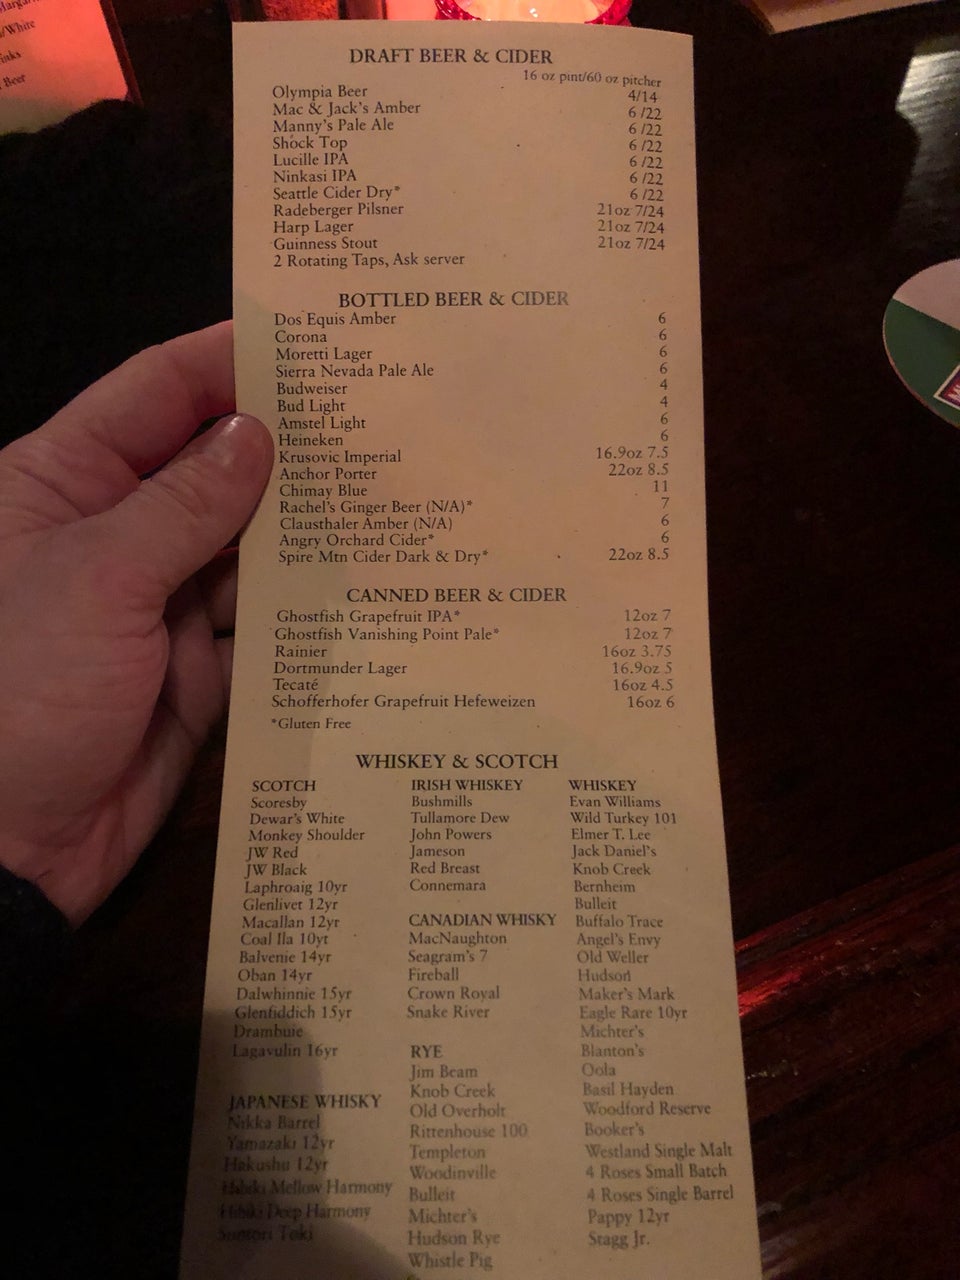 Margar
/White
rinks
Beer
DRAFT BEER & CIDER
16 oz pint/60 oz pitcher
Olympia Beer 4/14
Mac & Jack's Amber 6 /22
Manny's Pale Ale 6 /22
Shock Top 6 /22
Lucille IPA 6 /22
Ninkasi IPA 6 /22
Seattle Cider Dry* 6 /22
Radeberger Pilsner 21oz 7/24
Harp Lager 21oz 7/24
Guinness Stout 21oz 7/24
2 Rotating Taps, Ask server
BOTTLED BEER & CIDER
Dos Equis Amber 6
Corona 6
Moretti Lager 6
Sierra Nevada Pale Ale 6
Budweiser 4
Bud Light 4
Amstel Light 6
Heineken 6
Krusovic Imperial 16.9oz 7.5
Anchor Porter 22oz 8.5
Chimay Blue 11
Rachel's Ginger Beer (N/A)* 7
Clausthaler Amber (N/A) 6
Angry Orchard Cider* 6
Spire Mtn Cider Dark & Dry* 22oz 8.5
CANNED BEER & CIDER
Ghostfish Grapefruit IPA* 12oz 7
Ghostfish Vanishing Point Pale* 12oz 7
Rainier 16oz 3.75
Dortmunder Lager 16.9oz 5
Tecaté 16oz 4.5
Schofferhofer Grapefruit Hefeweizen 16oz 6
*Gluten Free
WHISKEY & SCOTCH
SCOTCH
Scoresby
Dewar's White
Monkey Shoulder
JW Red
JW Black
Laphroaig 10yr
Glenlivet 12yr
Macallan 12yr
Coal Ila 10yr
Balvenie 14yr
Oban 14yr
Dalwhinnie 15yr
Glenfiddich 15yr
Drambuie
Lagavulin 16yr
JAPANESE WHISKY
Nikka Barrel
Yamazaki 12yr
Hakushu 12yr
Hibiki Mellow Harmony
Hibiki Deep Harmony
Suntori Toki
IRISH WHISKEY
Bushmills
Tullamore Dew
John Powers
Jameson
Red Breast
Connemara
CANADIAN WHISKY
MacNaughton
Seagram's 7
Fireball
Crown Royal
Snake River
RYE
Jim Beam
Knob Creek
Old Overholt
Rittenhouse 100
Templeton
Woodinville
Bulleit
Michter's
Hudson Rye
Whistle Pig
WHISKEY
Evan Williams
Wild Turkey 101
Elmer T. Lee
Jack Daniel's
Knob Creek
Bernheim
Bulleit
Buffalo Trace
Angel's Envy
Old Weller
Hudson
Maker's Mark
Eagle Rare 10yr
Michter's
Blanton's
Oola
Basil Hayden
Woodford Reserve
Booker's
Westland Single Malt
4 Roses Small Batch
4 Roses Single Barrel
Pappy 12yr
Stagg Jr.